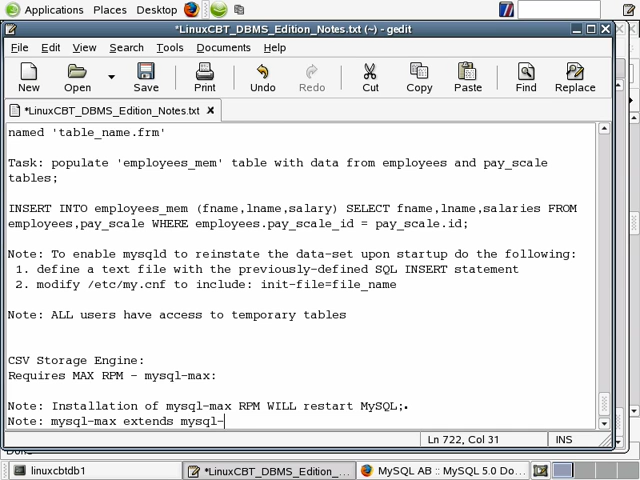 Applications Places Desktop
*LinuxCBT_DBMS_Edition_Notes.txt (~) - gedit
File Edit View Search Tools Documents Help
New Open Save Print Undo Redo Cut Copy Paste Find Replace
*LinuxCBT_DBMS_Edition_Notes.txt
named 'table_name.frm'
Task: populate 'employees_mem' table with data from employees and pay_scale
tables;
INSERT INTO employees_mem (fname,lname,salary) SELECT fname,lname,salaries FROM
employees,pay_scale WHERE employees.pay_scale_id = pay_scale.id;
Note: To enable mysqld to reinstate the data-set upon startup do the following:
1. define a text file with the previously-defined SQL INSERT statement
2. modify /etc/my.cnf to include: init-file=file_name
Note: ALL users have access to temporary tables
CSV Storage Engine:
Requires MAX RPM - mysql-max:
Note: Installation of mysql-max RPM WILL restart MySQL;
Note: mysql-max extends mysql-
Ln 722, Col 31 INS
linuxcbtdb1 *LinuxCBT_DBMS_Edition_... MySQL AB :: MySQL 5.0 Do...